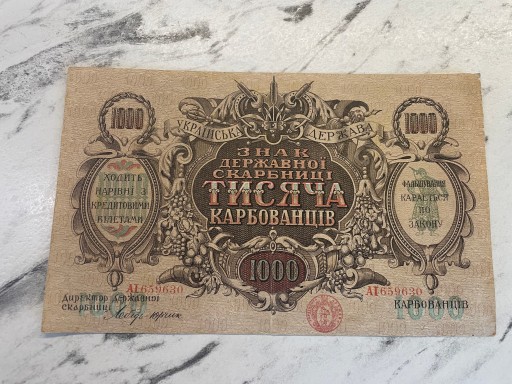 1000
1000
УКРАЇНСЬКА ДЕРЖАВА
ЗНАК
ДЕРЖАВНОЇ
СКАРБНИЦІ
ТИСЯЧА
КАРБОВАНЦІВ
ХОДИТЬ
НАРІВНІ З
КРЕДИТОВИМИ
БІЛЕТАМИ
ФАЛЬШУВАННЯ
КАРАЄТЬСЯ
ПО
ЗАКОНУ
1000
АІ 659630
АІ 659630
Директор Державної
Скарбниці
КАРБОВАНЦІВ
1000